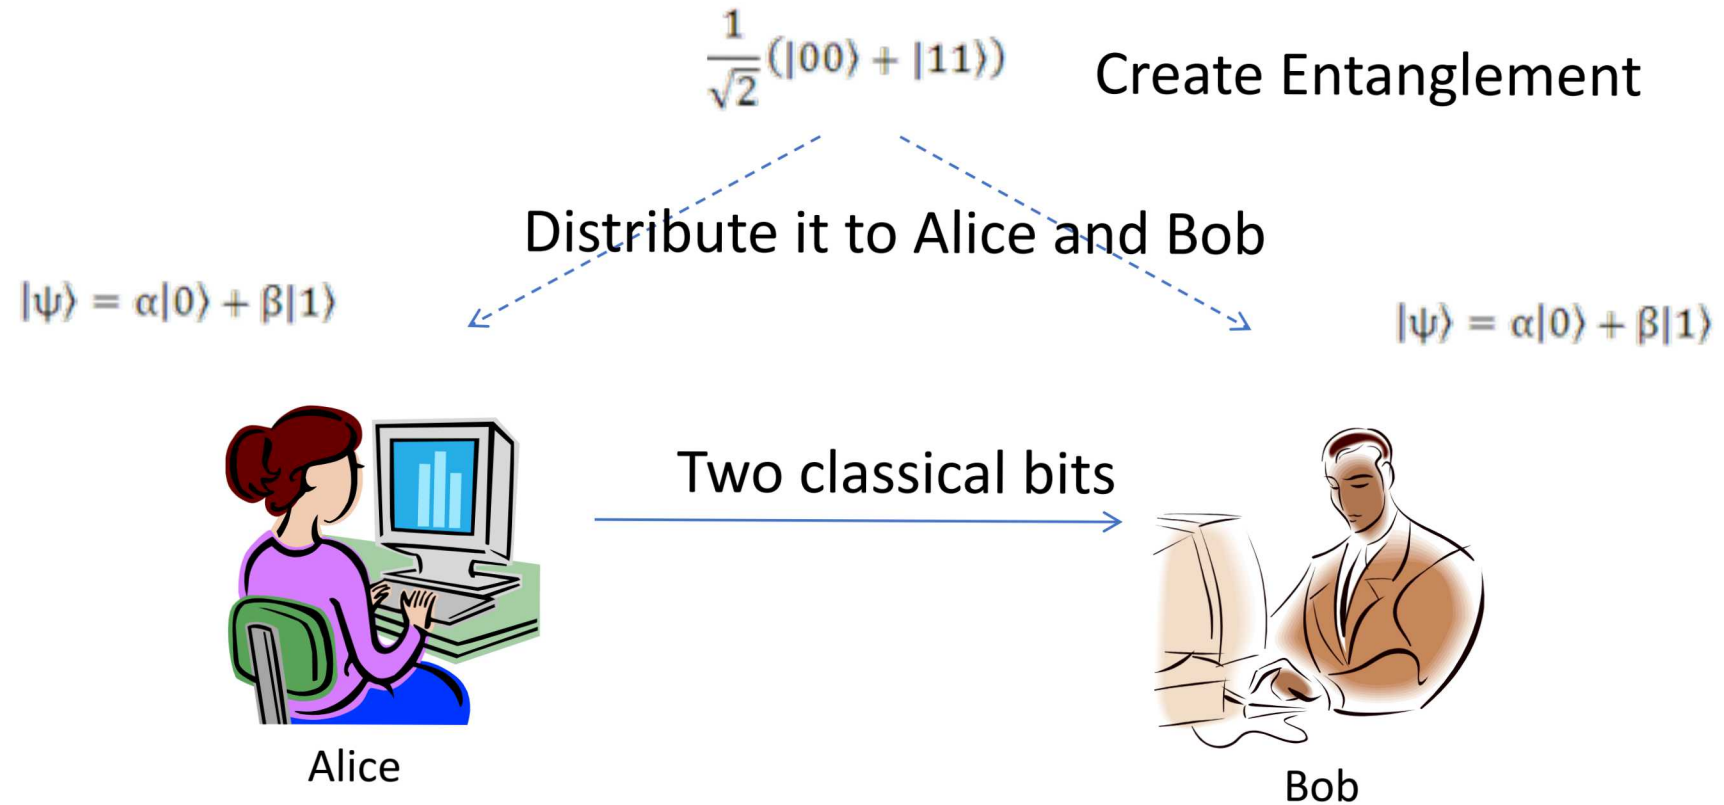 1/√2 (|00⟩ + |11⟩)
Create Entanglement
Distribute it to Alice and Bob
|ψ⟩ = α|0⟩ + β|1⟩
|ψ⟩ = α|0⟩ + β|1⟩
Two classical bits
Alice
Bob